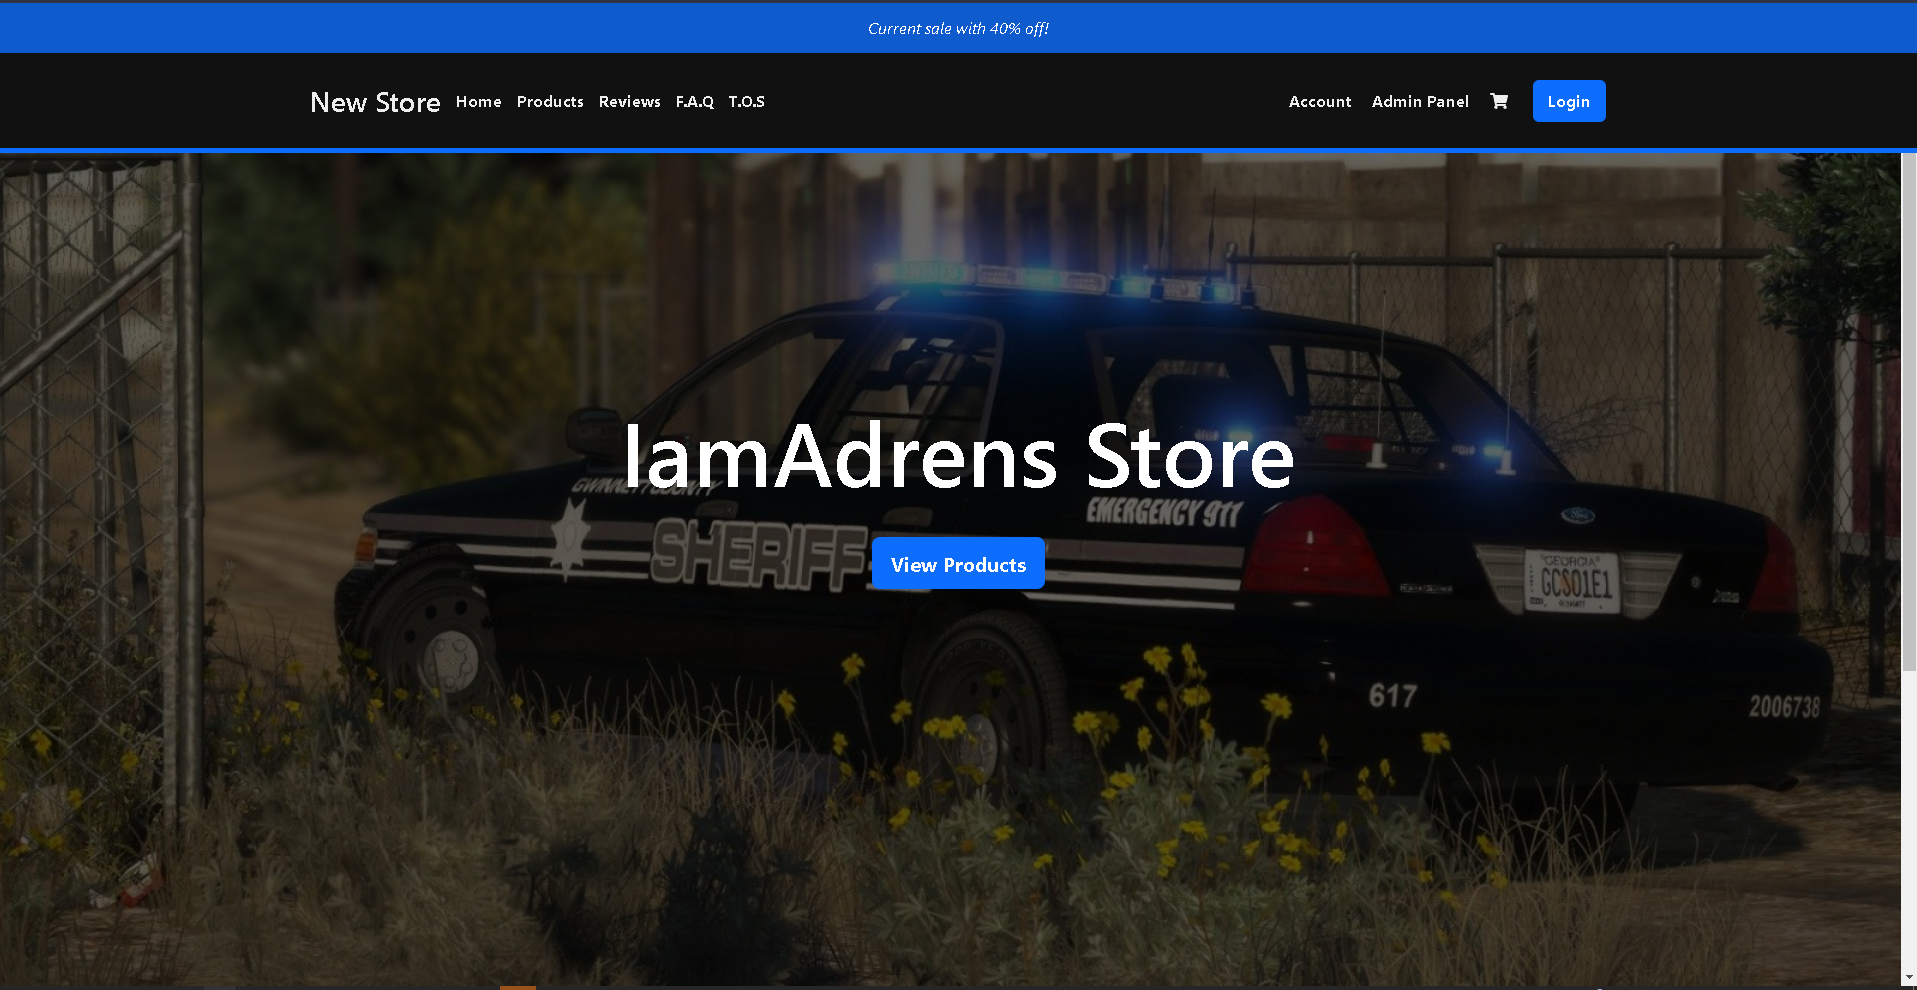 Current sale with 40% off!
New Store Home Products Reviews F.A.Q T.O.S Account Admin Panel Login
IamAdrens Store
GWINNETT COUNTY
SHERIFF
EMERGENCY 911
View Products
Ford
GEORGIA
GCS01E1
617
2006738